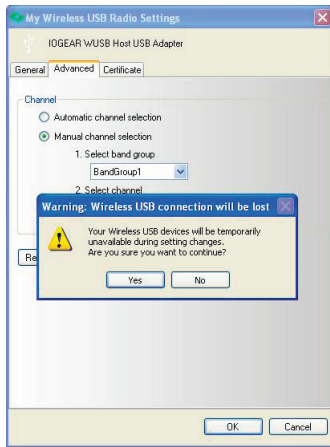 My Wireless USB Radio Settings
IOGEAR WUSB Host USB Adapter
General Advanced Certificate
Channel
Automatic channel selection
Manual channel selection
1. Select band group
BandGroup1
2. Select channel
Warning: Wireless USB connection will be lost
Your Wireless USB devices will be temporarily
unavailable during setting changes.
Are you sure you want to continue?
Yes No
Re
OK Cancel